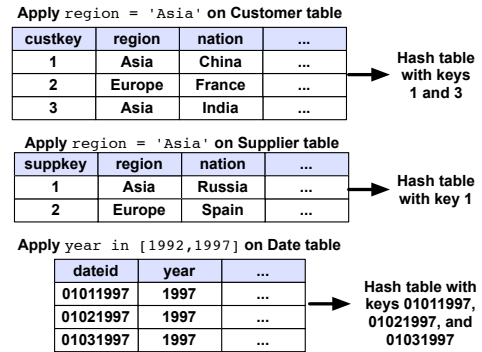 Apply region = 'Asia' on Customer table
custkey region nation ...
1 Asia China ...
2 Europe France ...
3 Asia India ...
Hash table
with keys
1 and 3
Apply region = 'Asia' on Supplier table
suppkey region nation ...
1 Asia Russia ...
2 Europe Spain ...
Hash table
with key 1
Apply year in [1992,1997] on Date table
dateid year ...
01011997 1997 ...
01021997 1997 ...
01031997 1997 ...
Hash table with
keys 01011997,
01021997, and
01031997